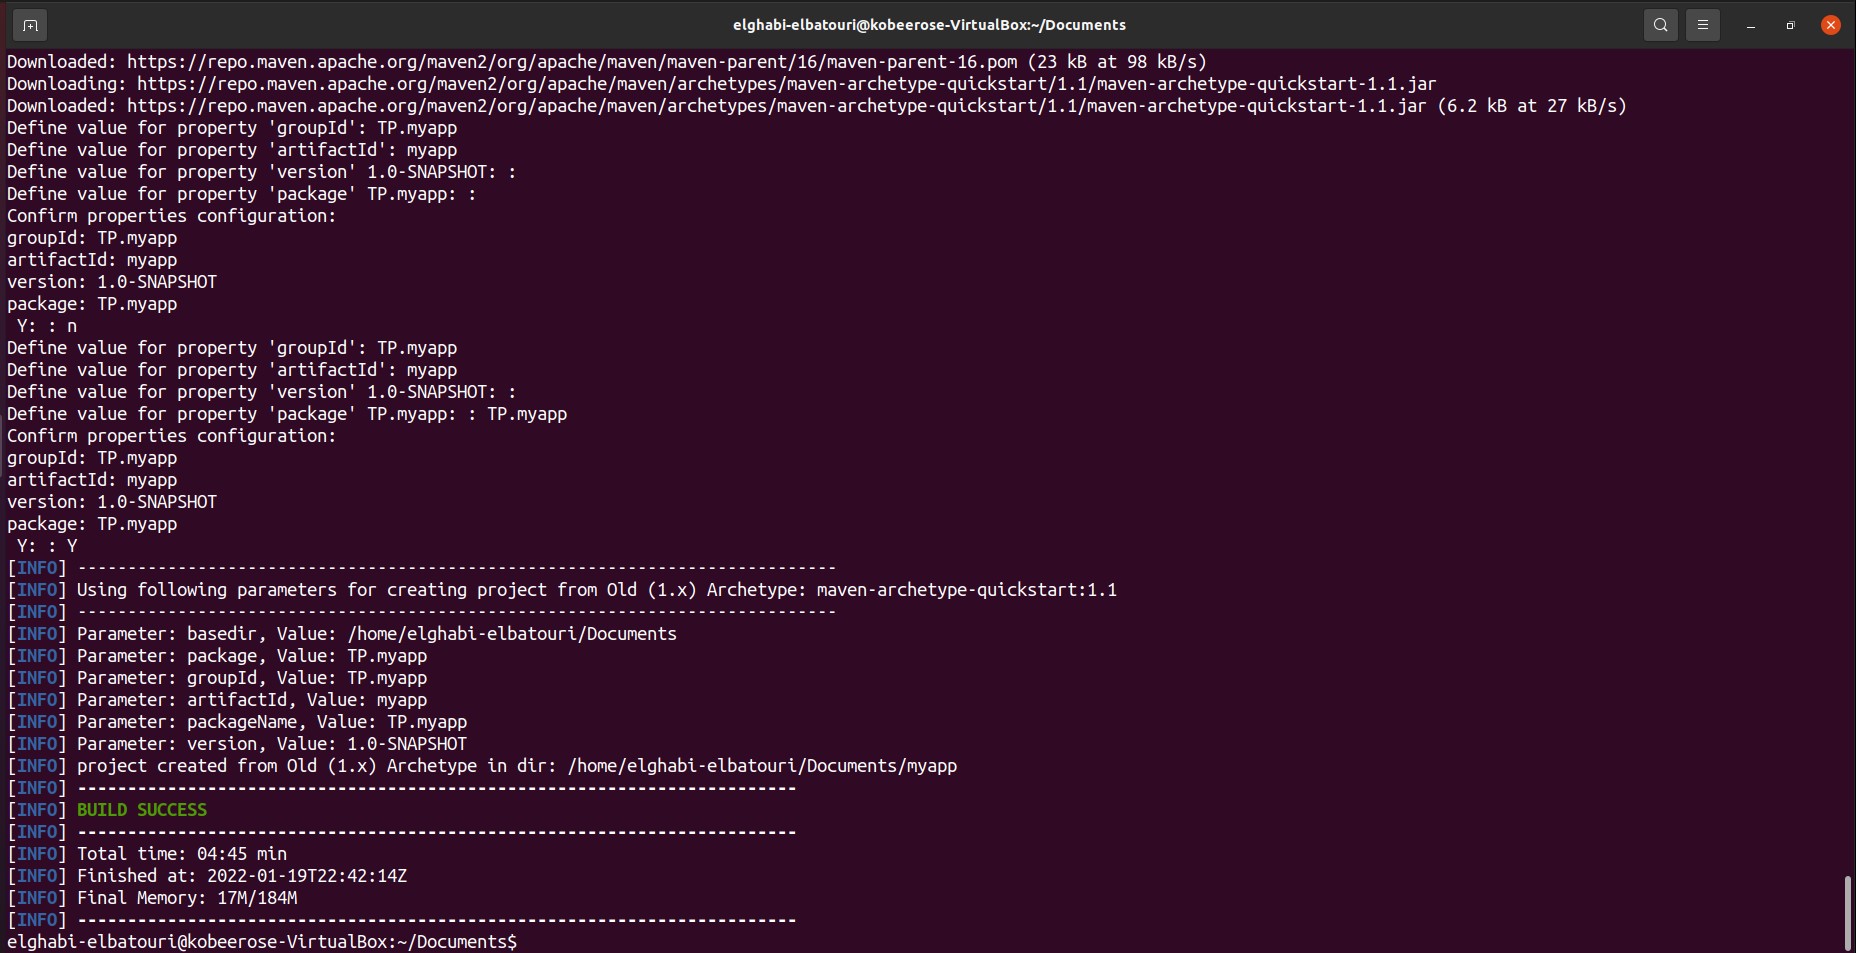 elghabi-elbatouri@kobeerose-VirtualBox:~/Documents
Downloaded: https://repo.maven.apache.org/maven2/org/apache/maven/maven-parent/16/maven-parent-16.pom (23 kB at 98 kB/s)
Downloading: https://repo.maven.apache.org/maven2/org/apache/maven/archetypes/maven-archetype-quickstart/1.1/maven-archetype-quickstart-1.1.jar
Downloaded: https://repo.maven.apache.org/maven2/org/apache/maven/archetypes/maven-archetype-quickstart/1.1/maven-archetype-quickstart-1.1.jar (6.2 kB at 27 kB/s)
Define value for property 'groupId': TP.myapp
Define value for property 'artifactId': myapp
Define value for property 'version' 1.0-SNAPSHOT: :
Define value for property 'package' TP.myapp: :
Confirm properties configuration:
groupId: TP.myapp
artifactId: myapp
version: 1.0-SNAPSHOT
package: TP.myapp
 Y: : n
Define value for property 'groupId': TP.myapp
Define value for property 'artifactId': myapp
Define value for property 'version' 1.0-SNAPSHOT: :
Define value for property 'package' TP.myapp: : TP.myapp
Confirm properties configuration:
groupId: TP.myapp
artifactId: myapp
version: 1.0-SNAPSHOT
package: TP.myapp
 Y: : Y
[INFO] ----------------------------------------------------------------------------
[INFO] Using following parameters for creating project from Old (1.x) Archetype: maven-archetype-quickstart:1.1
[INFO] ----------------------------------------------------------------------------
[INFO] Parameter: basedir, Value: /home/elghabi-elbatouri/Documents
[INFO] Parameter: package, Value: TP.myapp
[INFO] Parameter: groupId, Value: TP.myapp
[INFO] Parameter: artifactId, Value: myapp
[INFO] Parameter: packageName, Value: TP.myapp
[INFO] Parameter: version, Value: 1.0-SNAPSHOT
[INFO] project created from Old (1.x) Archetype in dir: /home/elghabi-elbatouri/Documents/myapp
[INFO] ------------------------------------------------------------------------
[INFO] BUILD SUCCESS
[INFO] ------------------------------------------------------------------------
[INFO] Total time: 04:45 min
[INFO] Finished at: 2022-01-19T22:42:14Z
[INFO] Final Memory: 17M/184M
[INFO] ------------------------------------------------------------------------
elghabi-elbatouri@kobeerose-VirtualBox:~/Documents$